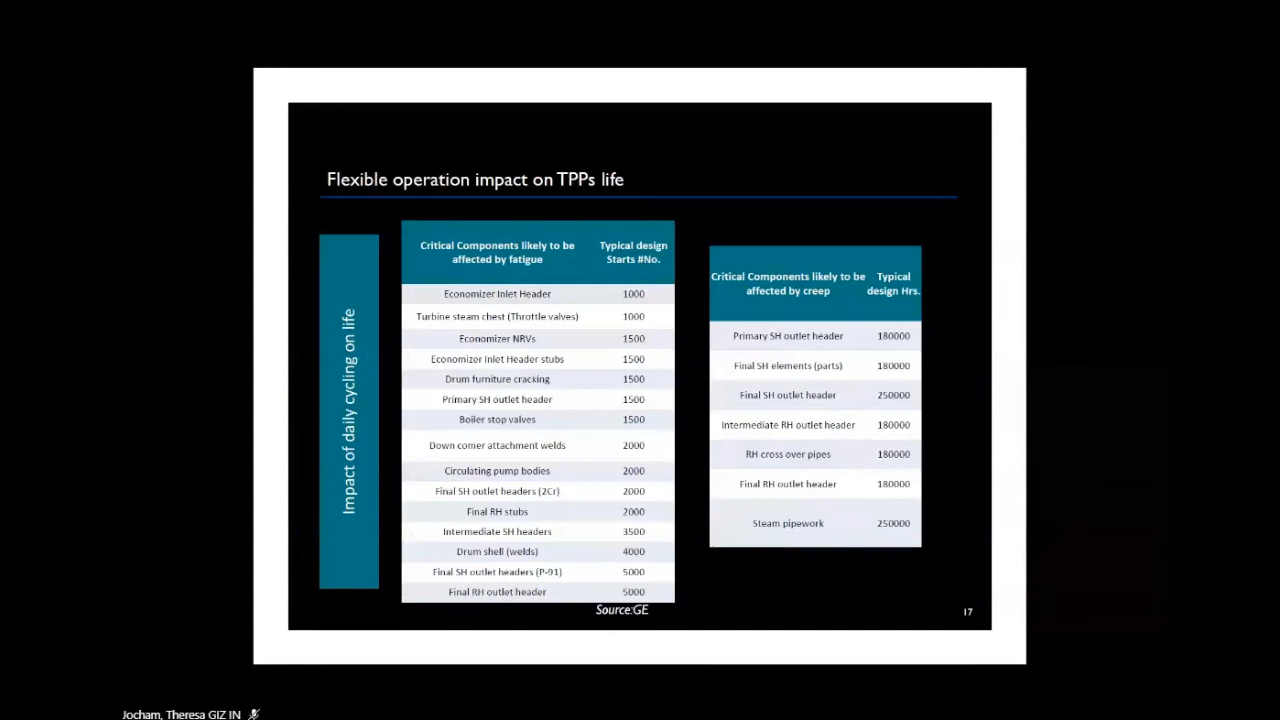 Flexible operation impact on TPPs life
Impact of daily cycling on life
Critical Components likely to be affected by fatigue
Typical design Starts #No.
Economizer Inlet Header 1000
Turbine steam chest (Throttle valves) 1000
Economizer NRVs 1500
Economizer Inlet Header stubs 1500
Drum furniture cracking 1500
Primary SH outlet header 1500
Boiler stop valves 1500
Down comer attachment welds 2000
Circulating pump bodies 2000
Final SH outlet headers (2Cr) 2000
Final RH stubs 2000
Intermediate SH headers 3500
Drum shell (welds) 4000
Final SH outlet headers (P-91) 5000
Final RH outlet header 5000
Critical Components likely to be affected by creep
Typical design Hrs.
Primary SH outlet header 180000
Final SH elements (parts) 180000
Final SH outlet header 250000
Intermediate RH outlet header 180000
RH cross over pipes 180000
Final RH outlet header 180000
Steam pipework 250000
Source:GE
17
Jocham, Theresa GIZ IN